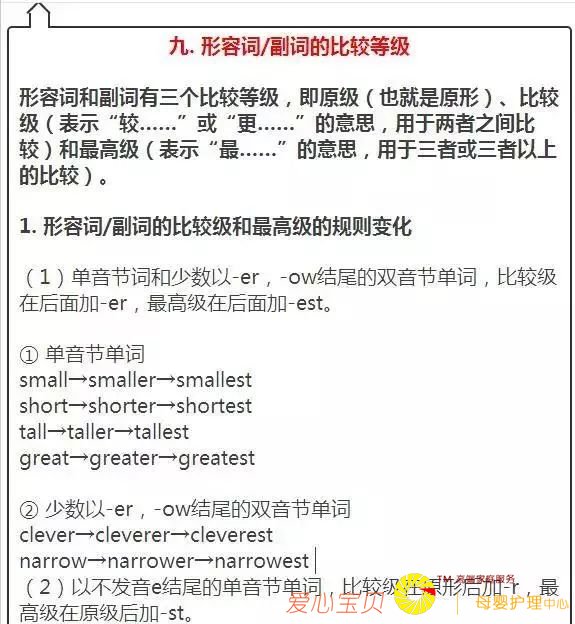 九. 形容词/副词的比较等级
形容词和副词有三个比较等级，即原级（也就是原形）、比较
级（表示“较……”或“更……”的意思，用于两者之间比
较）和最高级（表示“最……”的意思，用于三者或三者以上
的比较）。
1. 形容词/副词的比较级和最高级的规则变化
（1）单音节词和少数以-er，-ow结尾的双音节单词，比较级
在后面加-er，最高级在后面加-est。
① 单音节单词
small→smaller→smallest
short→shorter→shortest
tall→taller→tallest
great→greater→greatest
② 少数以-er，-ow结尾的双音节单词
clever→cleverer→cleverest
narrow→narrower→narrowest
TM 高端家庭服务
（2）以不发音e结尾的单音节单词，比较级在原形后加-r，最
高级在原级后加-st。
爱心宝贝 母婴护理中心